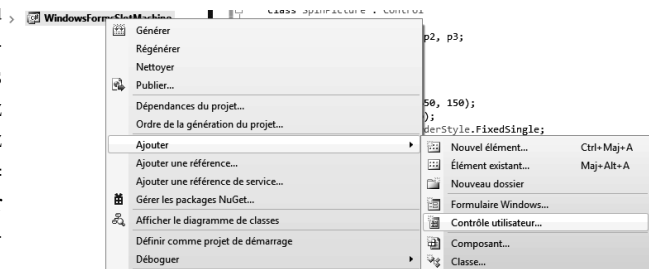 WindowsFormsSlotMachine
class SpinPicture : Control
Générer
p2, p3;
Régénérer
Nettoyer
Publier...
Dépendances du projet...
50, 150);
Ordre de la génération du projet...
);
derStyle.FixedSingle;
Ajouter
Nouvel élément... Ctrl+Maj+A
Ajouter une référence...
Élément existant... Maj+Alt+A
Ajouter une référence de service...
Nouveau dossier
Gérer les packages NuGet...
Formulaire Windows...
Afficher le diagramme de classes
Contrôle utilisateur...
Définir comme projet de démarrage
Composant...
Déboguer
Classe...